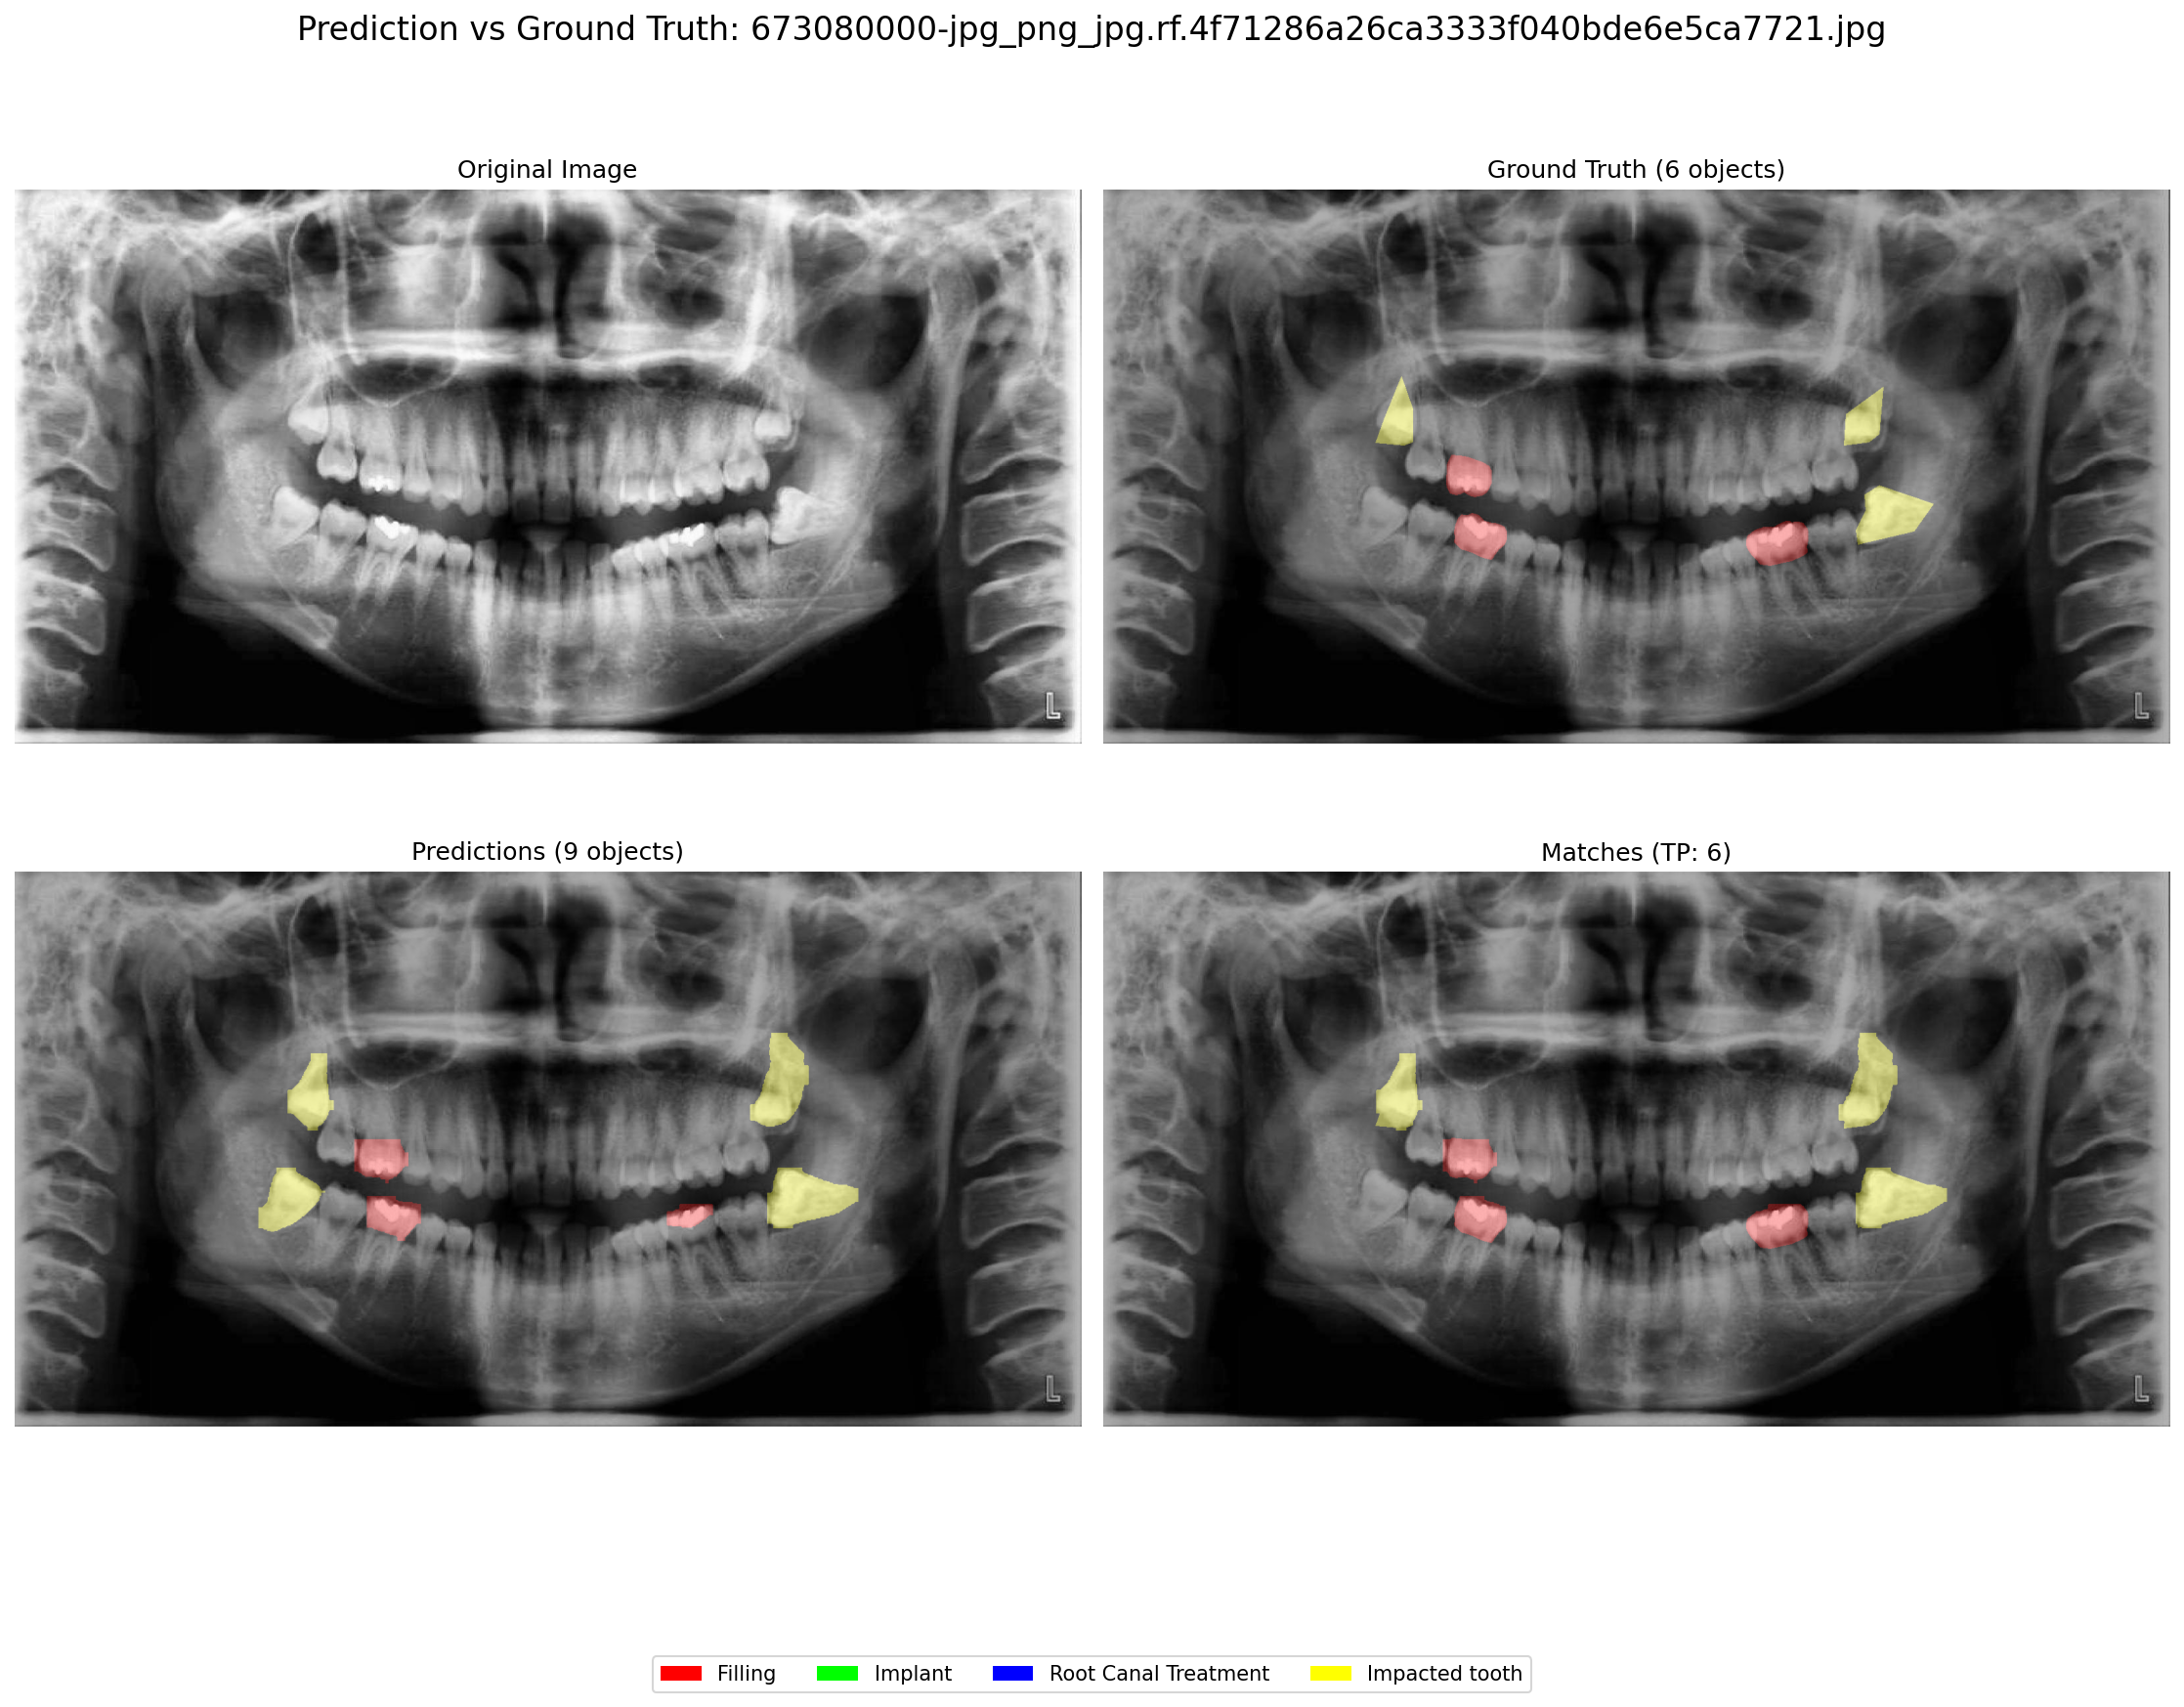 Prediction vs Ground Truth: 673080000-jpg_png_jpg.rf.4f71286a26ca3333f040bde6e5ca7721.jpg
Original Image
Ground Truth (6 objects)
L
L
Predictions (9 objects)
Matches (TP: 6)
L
L
Filling
Implant
Root Canal Treatment
Impacted tooth